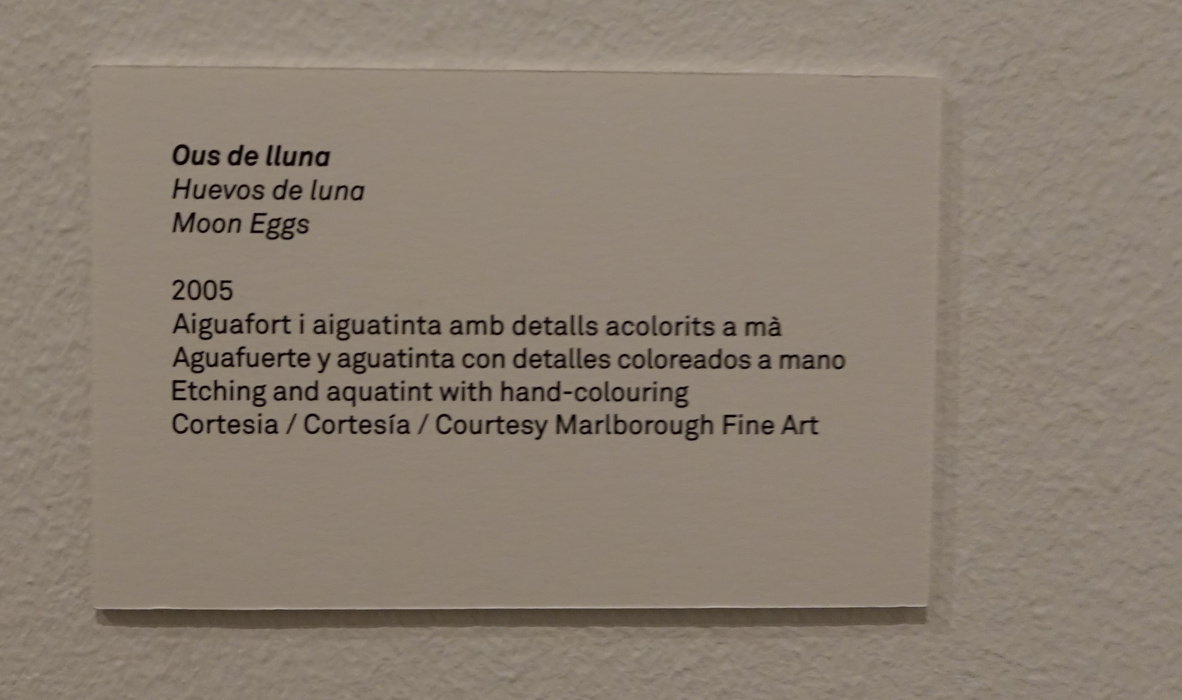 Ous de lluna
Huevos de luna
Moon Eggs
2005
Aiguafort i aiguatinta amb detalls acolorits a mà
Aguafuerte y aguatinta con detalles coloreados a mano
Etching and aquatint with hand-colouring
Cortesia / Cortesía / Courtesy Marlborough Fine Art